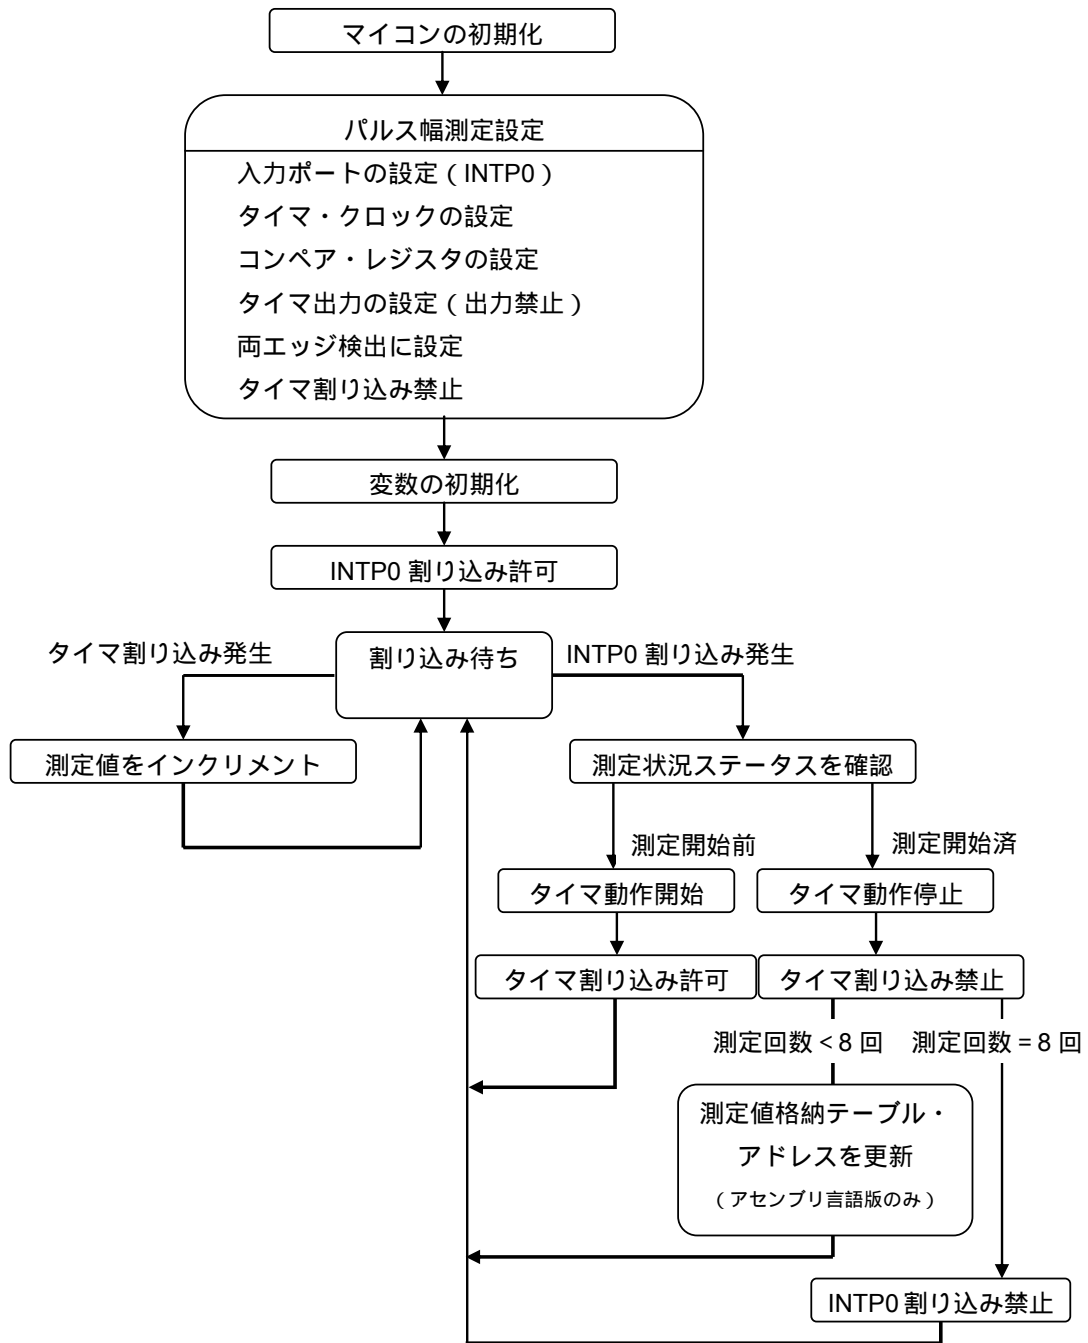 マイコンの初期化
パルス幅測定設定
入力ポートの設定（INTP0）
タイマ・クロックの設定
コンペア・レジスタの設定
タイマ出力の設定（出力禁止）
両エッジ検出に設定
タイマ割り込み禁止
変数の初期化
INTP0 割り込み許可
タイマ割り込み発生
割り込み待ち
INTP0 割り込み発生
測定値をインクリメント
測定状況ステータスを確認
測定開始前
測定開始済
タイマ動作開始
タイマ動作停止
タイマ割り込み許可
タイマ割り込み禁止
測定回数 < 8 回
測定回数 = 8 回
測定値格納テーブル・
アドレスを更新
（アセンブリ言語版のみ）
INTP0 割り込み禁止